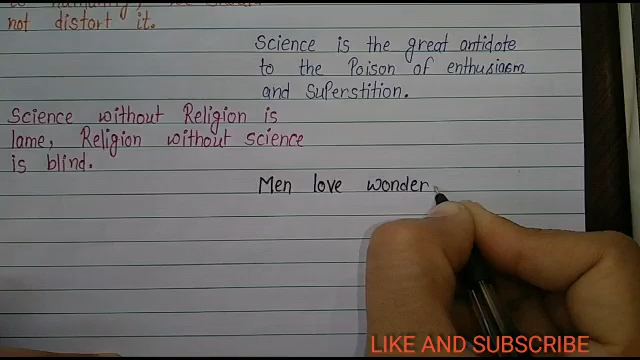 not distort it.
Science is the great antidote
to the Poison of enthusiasm
and Superstition.
Science without Religion is
lame, Religion without science
is blind.
Men love wonder
LIKE AND SUBSCRIBE